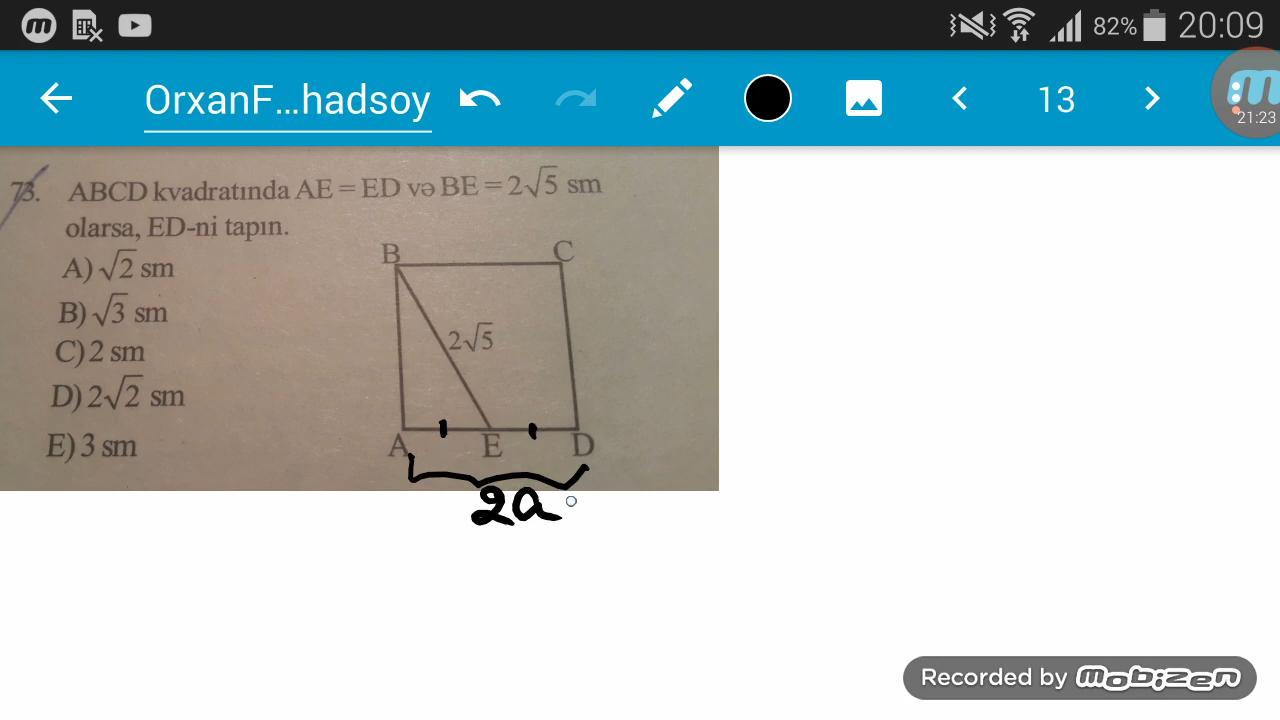 82% 20:09
OrxanF...hadsoy 13
21:23
73. ABCD kvadratında AE = ED və BE = 2√5 sm
olarsa, ED-ni tapın.
A) √2 sm
B) √3 sm
C) 2 sm
D) 2√2 sm
E) 3 sm
B C
2√5
A E D
2a
Recorded by mobizen